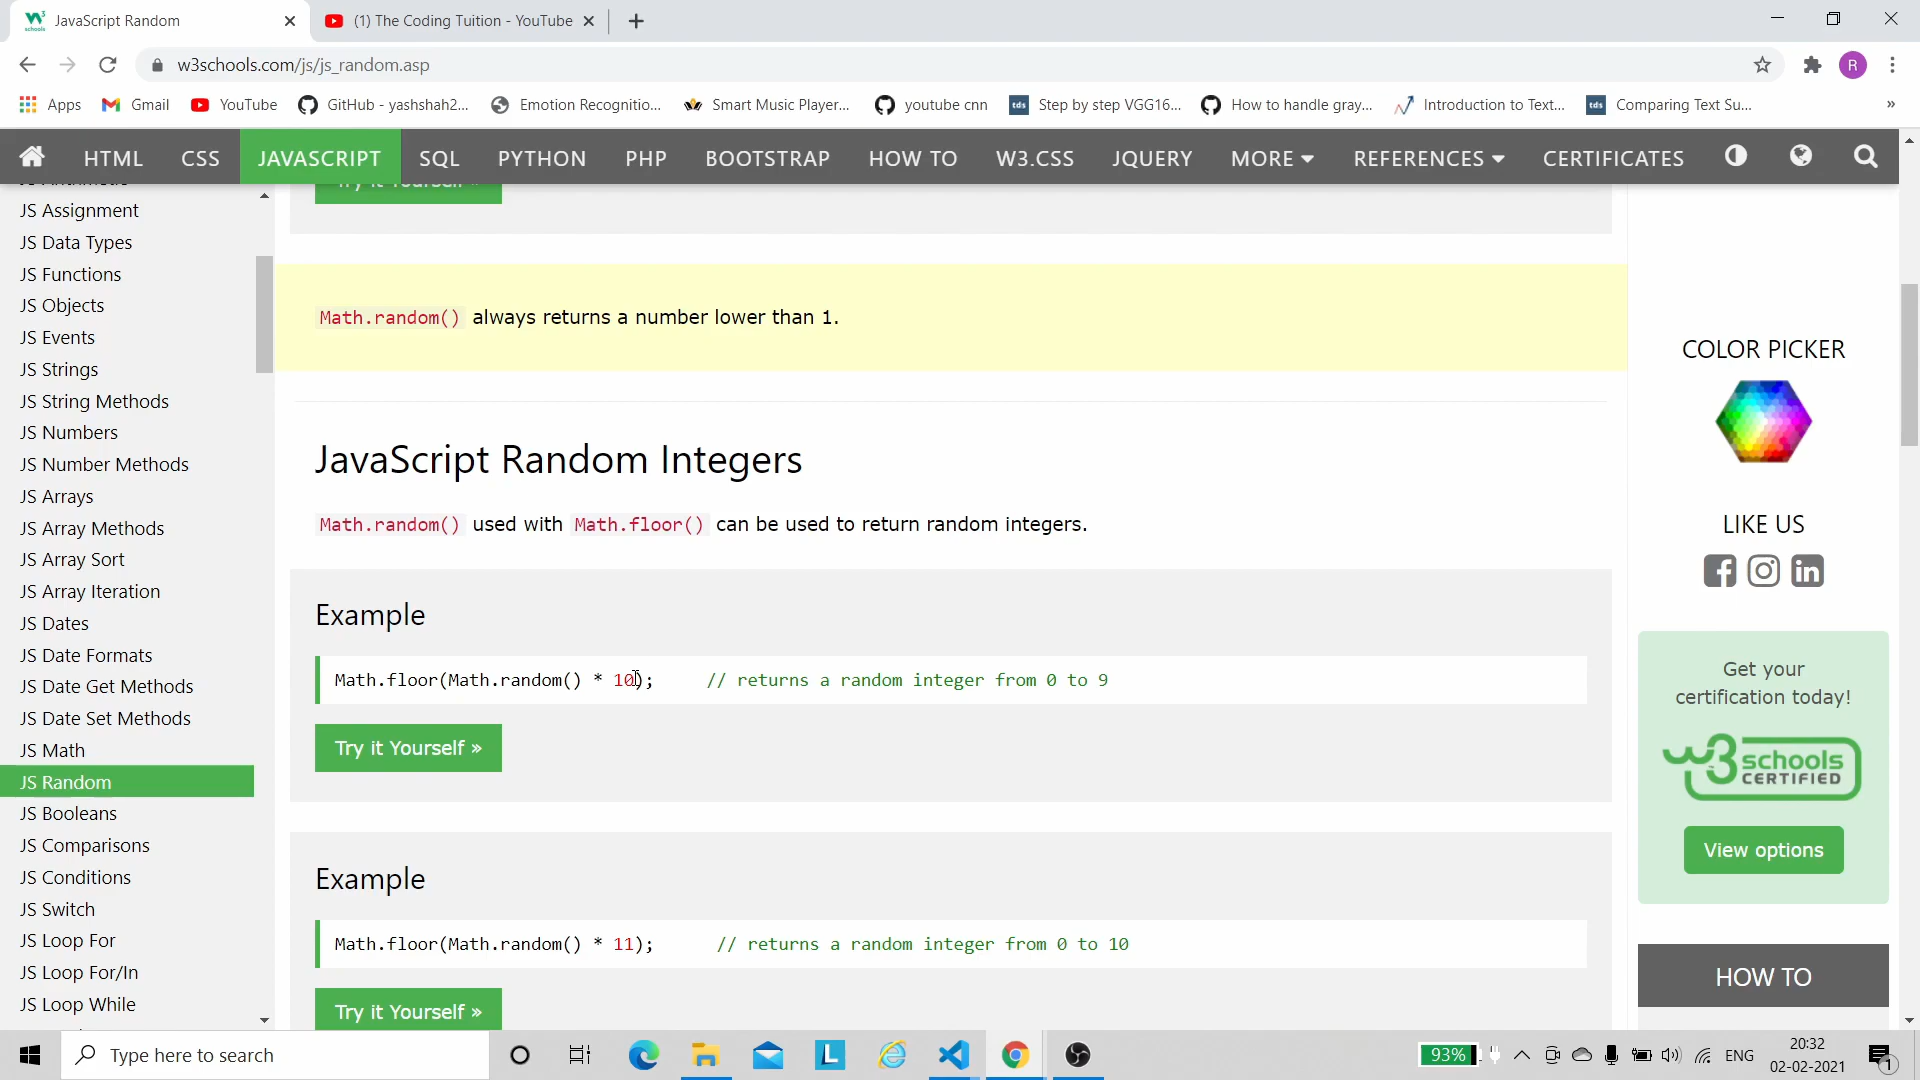 JavaScript Random
(1) The Coding Tuition - YouTube
w3schools.com/js/js_random.asp
R
Apps
Gmail
YouTube
GitHub - yashshah2...
Emotion Recognitio...
Smart Music Player...
youtube cnn
Step by step VGG16...
How to handle gray...
Introduction to Text...
Comparing Text Su...
»
HTML
CSS
JAVASCRIPT
SQL
PYTHON
PHP
BOOTSTRAP
HOW TO
W3.CSS
JQUERY
MORE
REFERENCES
CERTIFICATES
JS Assignment
JS Data Types
JS Functions
JS Objects
JS Events
JS Strings
JS String Methods
JS Numbers
JS Number Methods
JS Arrays
JS Array Methods
JS Array Sort
JS Array Iteration
JS Dates
JS Date Formats
JS Date Get Methods
JS Date Set Methods
JS Math
JS Random
JS Booleans
JS Comparisons
JS Conditions
JS Switch
JS Loop For
JS Loop For/In
JS Loop While
Try it Yourself »
Math.random() always returns a number lower than 1.
JavaScript Random Integers
Math.random() used with Math.floor() can be used to return random integers.
Example
Math.floor(Math.random() * 10); // returns a random integer from 0 to 9
Try it Yourself »
Example
Math.floor(Math.random() * 11); // returns a random integer from 0 to 10
Try it Yourself »
COLOR PICKER
LIKE US
Get your
certification today!
w3schools
CERTIFIED
View options
HOW TO
Type here to search
93%
ENG
20:32
02-02-2021
1